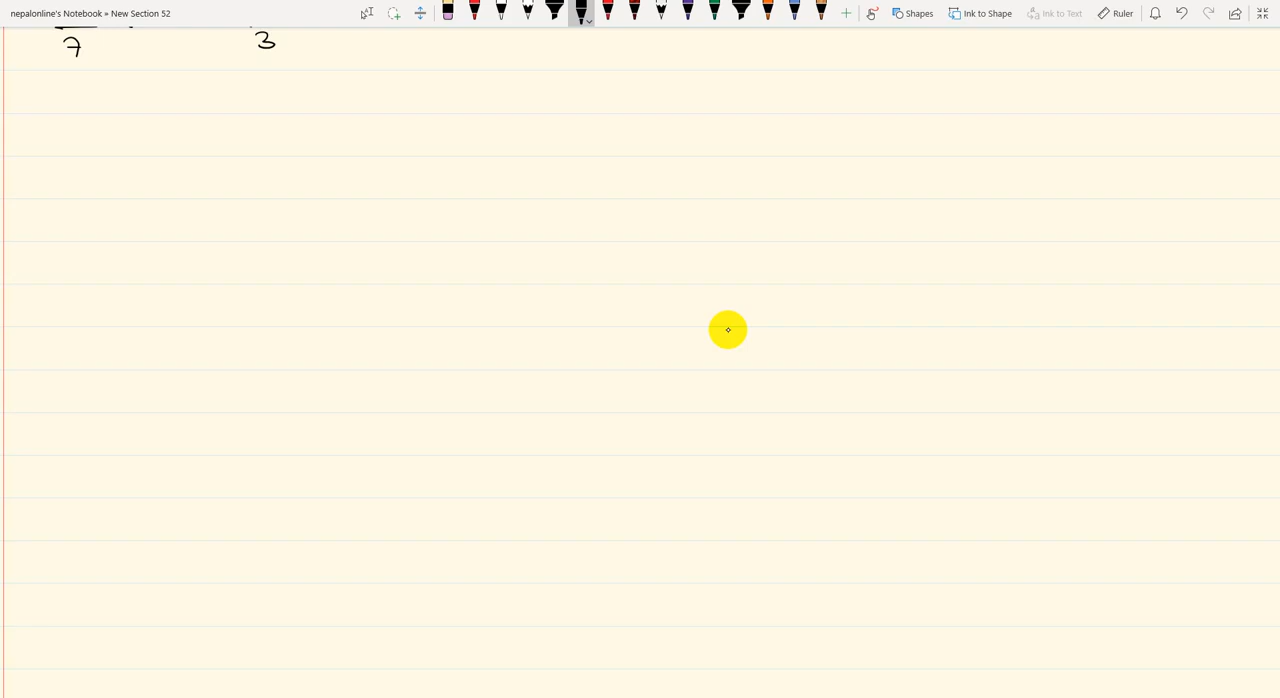 nepalonline's Notebook » New Section 52
Shapes
Ink to Shape
Ink to Text
Ruler
7 3